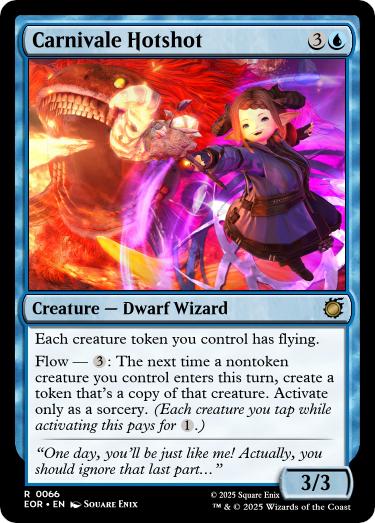 Carnivale Hotshot 3
Creature — Dwarf Wizard
Each creature token you control has flying.
Flow — 3: The next time a nontoken
creature you control enters this turn, create a
token that's a copy of that creature. Activate
only as a sorcery. (Each creature you tap while
activating this pays for 1.)
“One day, you'll be just like me! Actually, you
should ignore that last part…”
3/3
R 0066
EOR • EN SQUARE ENIX
© 2025 Square Enix
™ & © 2025 Wizards of the Coast